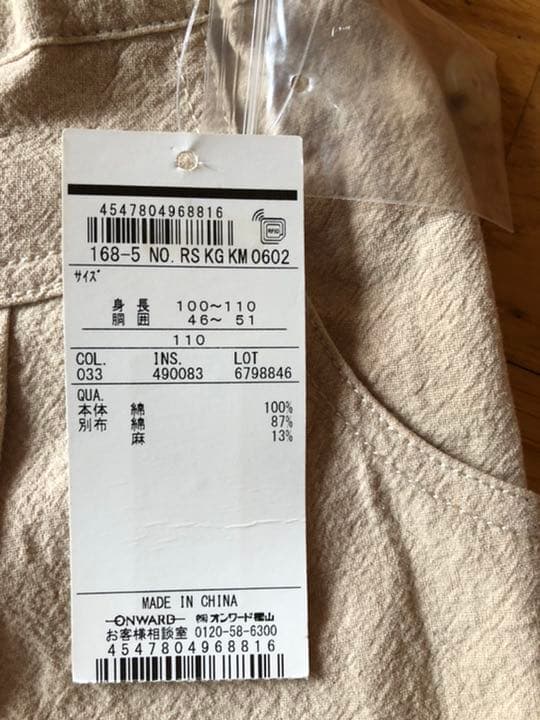 4547804968816
RFID
168-5 NO. RS KG KM 0602
サイズ
身 長 100～110
胴 囲 46～ 51
110
COL. INS. LOT
033 490083 6798846
QUA.
本体 綿 100%
別布 綿 87%
麻 13%
MADE IN CHINA
ONWARD ㈱オンワード樫山
お客様相談室 0120-58-6300
4547804968816